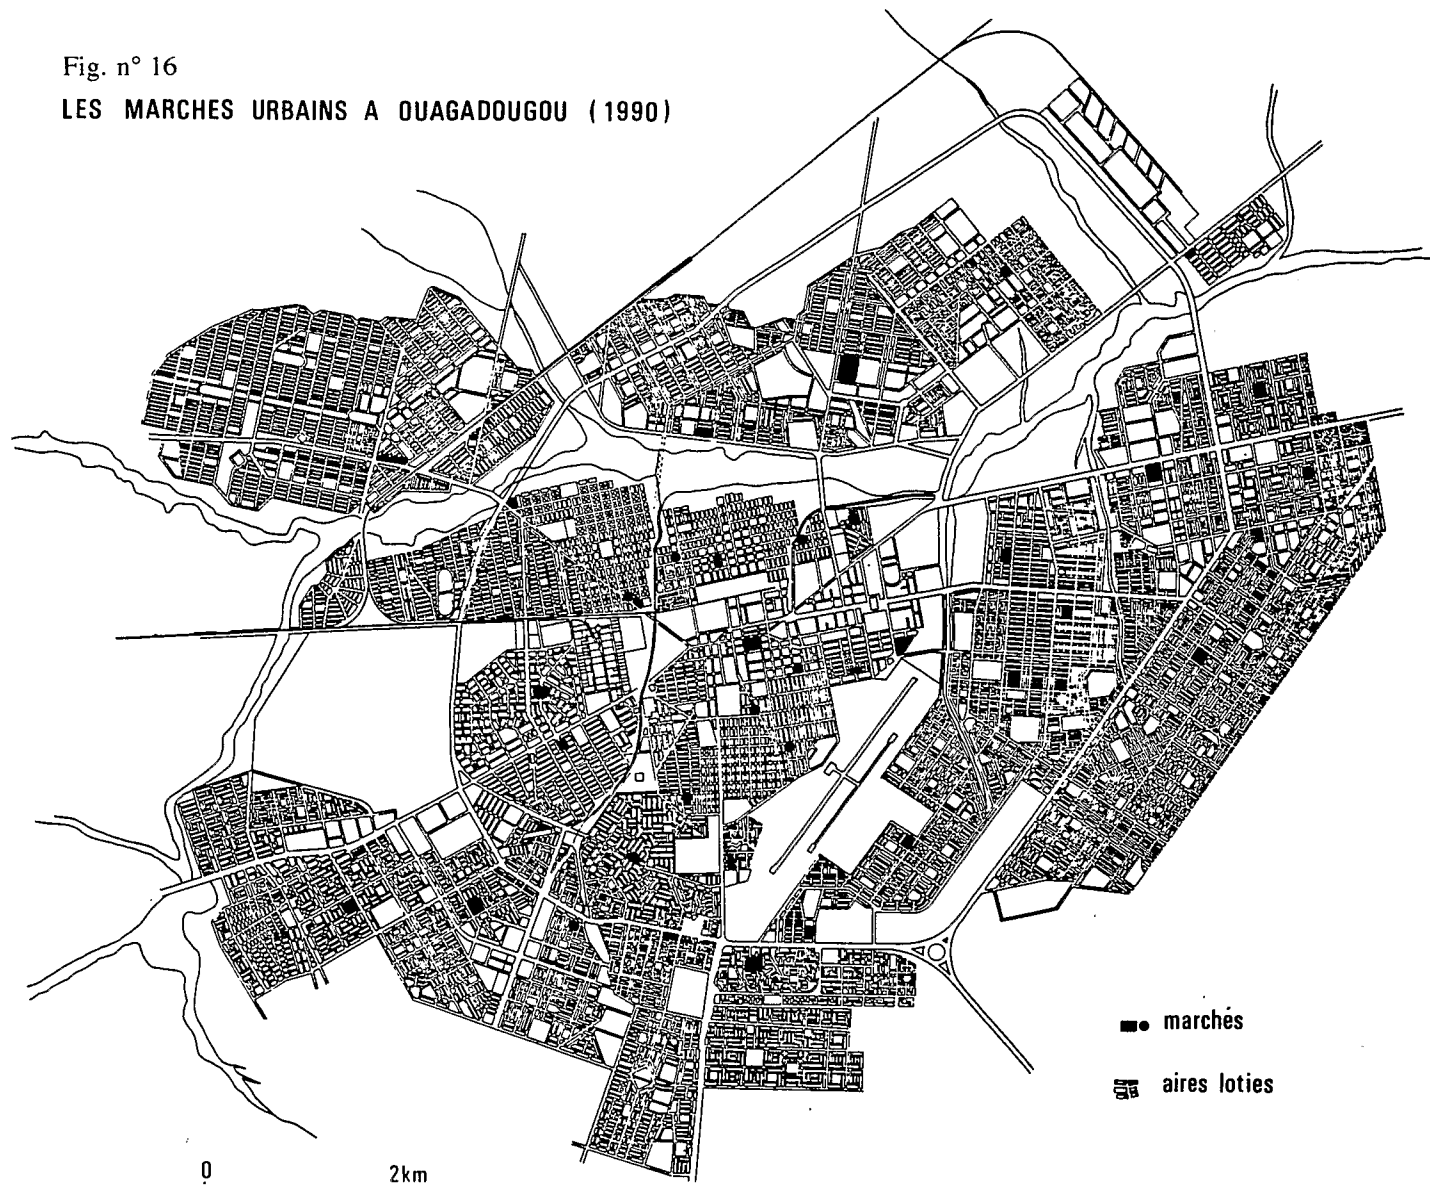 Fig. n° 16
LES MARCHES URBAINS A OUAGADOUGOU (1990)
marchés
aires loties
0 2km